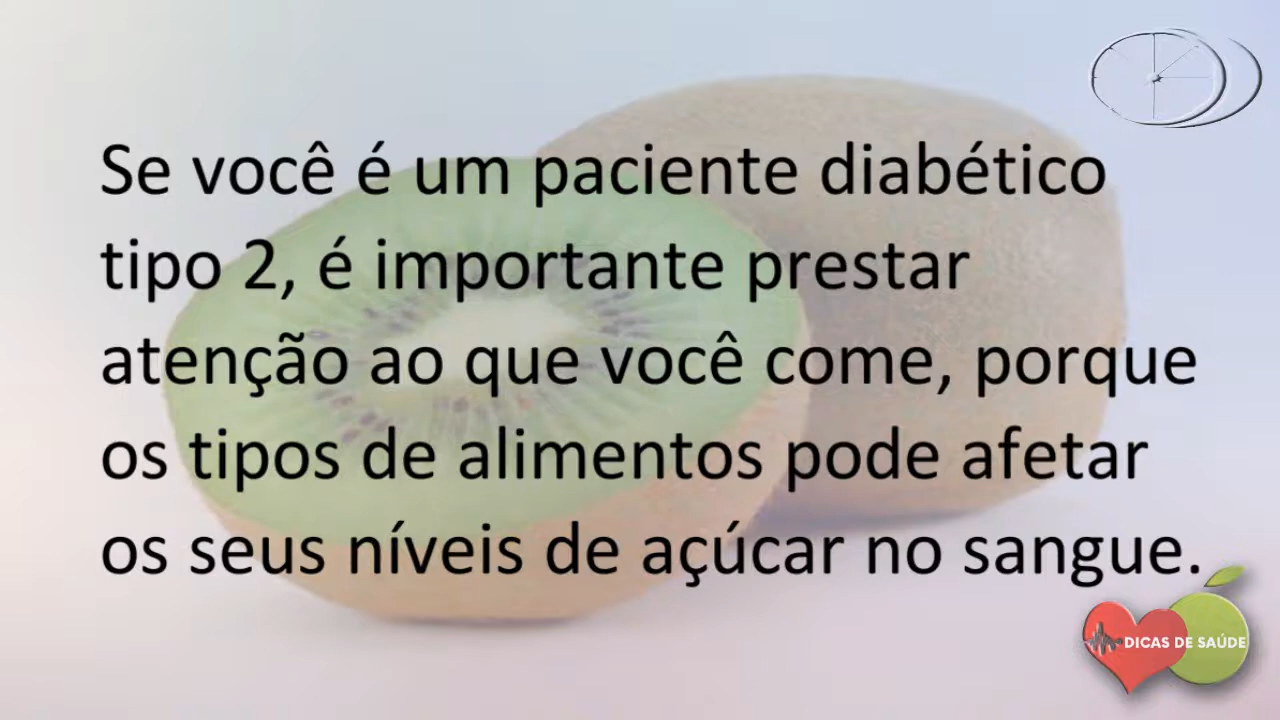 Se você é um paciente diabético
tipo 2, é importante prestar
atenção ao que você come, porque
os tipos de alimentos pode afetar
os seus níveis de açúcar no sangue.
DICAS DE SAÚDE